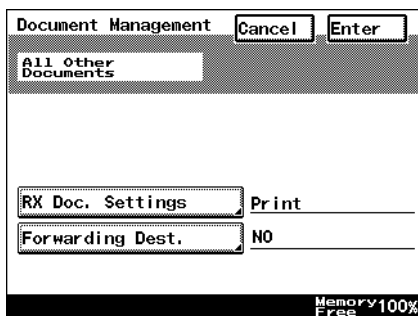 Document Management Cancel Enter
All Other
Documents
RX Doc. Settings Print
Forwarding Dest. NO
Memory 100%
Free